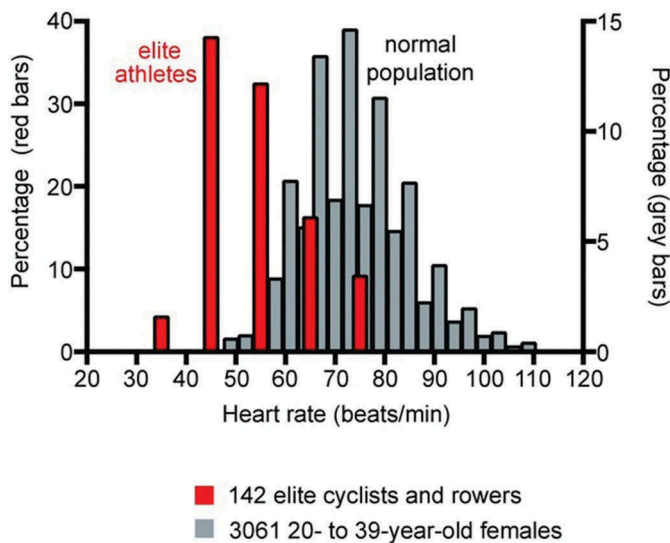 40
30
20
10
0
Percentage (red bars)
elite
athletes
normal
population
15
10
5
0
Percentage (grey bars)
20 30 40 50 60 70 80 90 100 110 120
Heart rate (beats/min)
142 elite cyclists and rowers
3061 20- to 39-year-old females